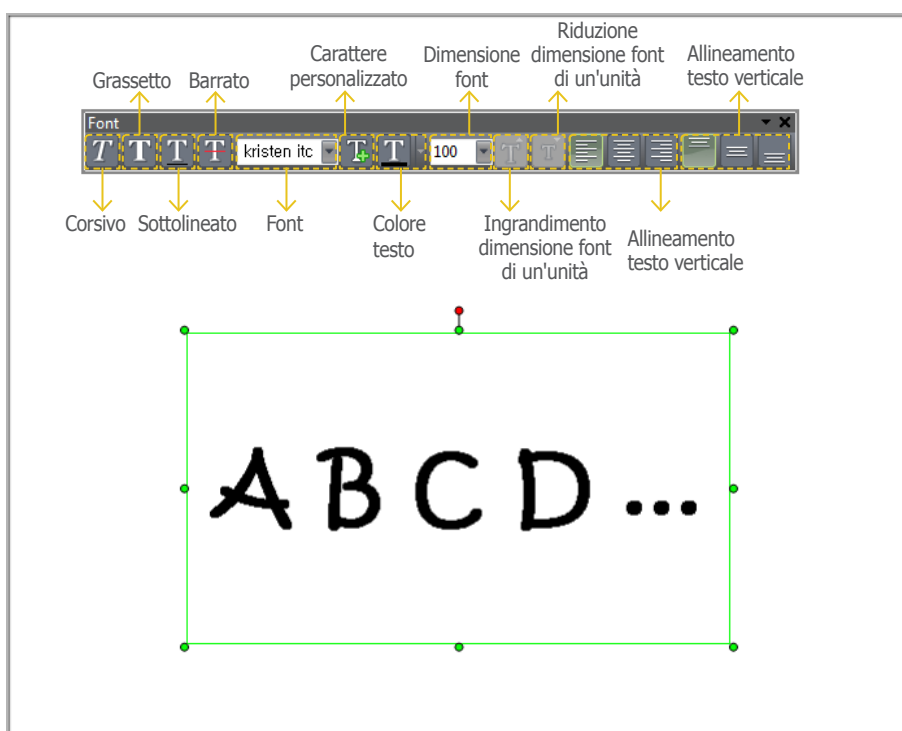 Grassetto
Barrato
Carattere
personalizzato
Dimensione
font
Riduzione
dimensione font
di un'unità
Allineamento
testo verticale
Font
T T T T kristen itc T T 100 T T
Corsivo
Sottolineato
Font
Colore
testo
Ingrandimento
dimensione font
di un'unità
Allineamento
testo verticale
A B C D ...